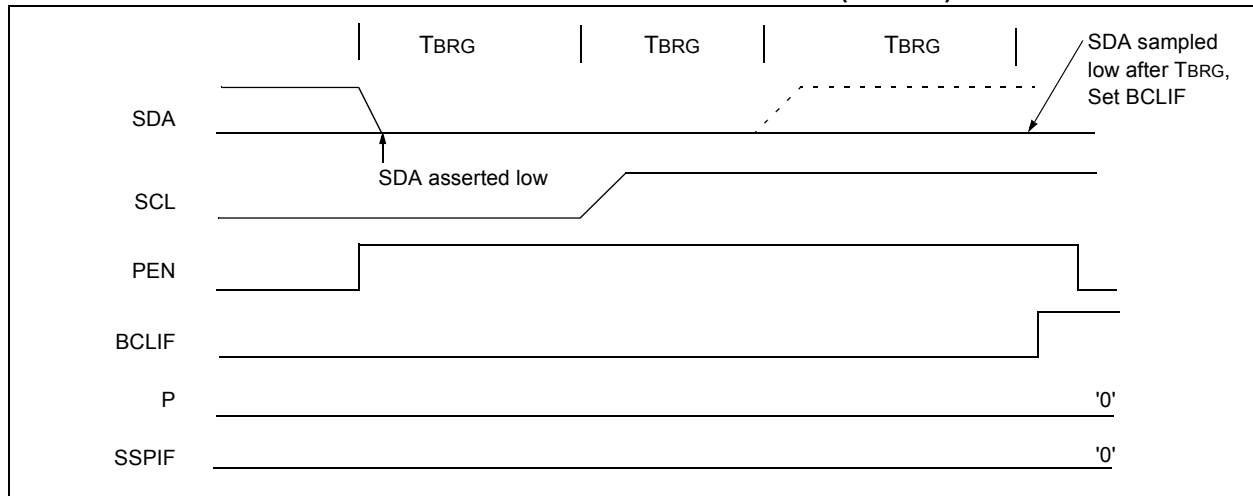 TBRG TBRG TBRG
SDA sampled
low after TBRG,
Set BCLIF
SDA
SDA asserted low
SCL
PEN
BCLIF
P '0'
SSPIF '0'